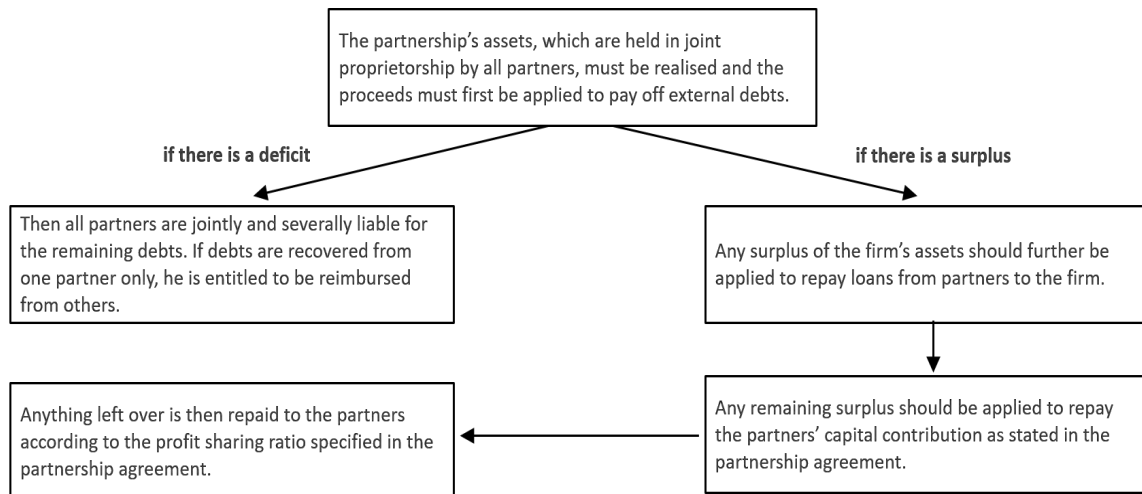 The partnership’s assets, which are held in joint
proprietorship by all partners, must be realised and the
proceeds must first be applied to pay off external debts.
if there is a deficit
if there is a surplus
Then all partners are jointly and severally liable for
the remaining debts. If debts are recovered from
one partner only, he is entitled to be reimbursed
from others.
Any surplus of the firm’s assets should further be
applied to repay loans from partners to the firm.
Any remaining surplus should be applied to repay
the partners’ capital contribution as stated in the
partnership agreement.
Anything left over is then repaid to the partners
according to the profit sharing ratio specified in the
partnership agreement.